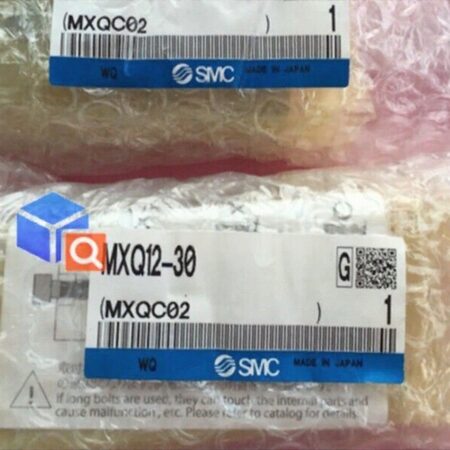 (MXQC02 ) 1
WQ SMC MADE IN JAPAN
MXQ12-30 G
(MXQC02 ) 1
WQ SMC MADE IN JAPAN
if long bolts are used, they can touch the internal parts and
cause malfunction, etc. Please refer to catalog for details.